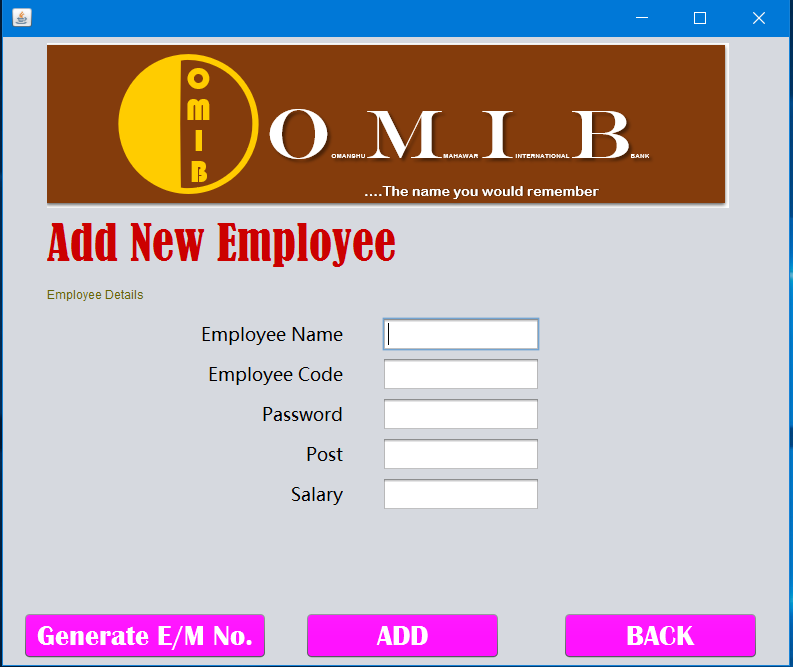 O
M
I
B
O OMANSHU M MAHAWAR I INTERNATIONAL B BANK
....The name you would remember
Add New Employee
Employee Details
Employee Name
Employee Code
Password
Post
Salary
Generate E/M No. ADD BACK